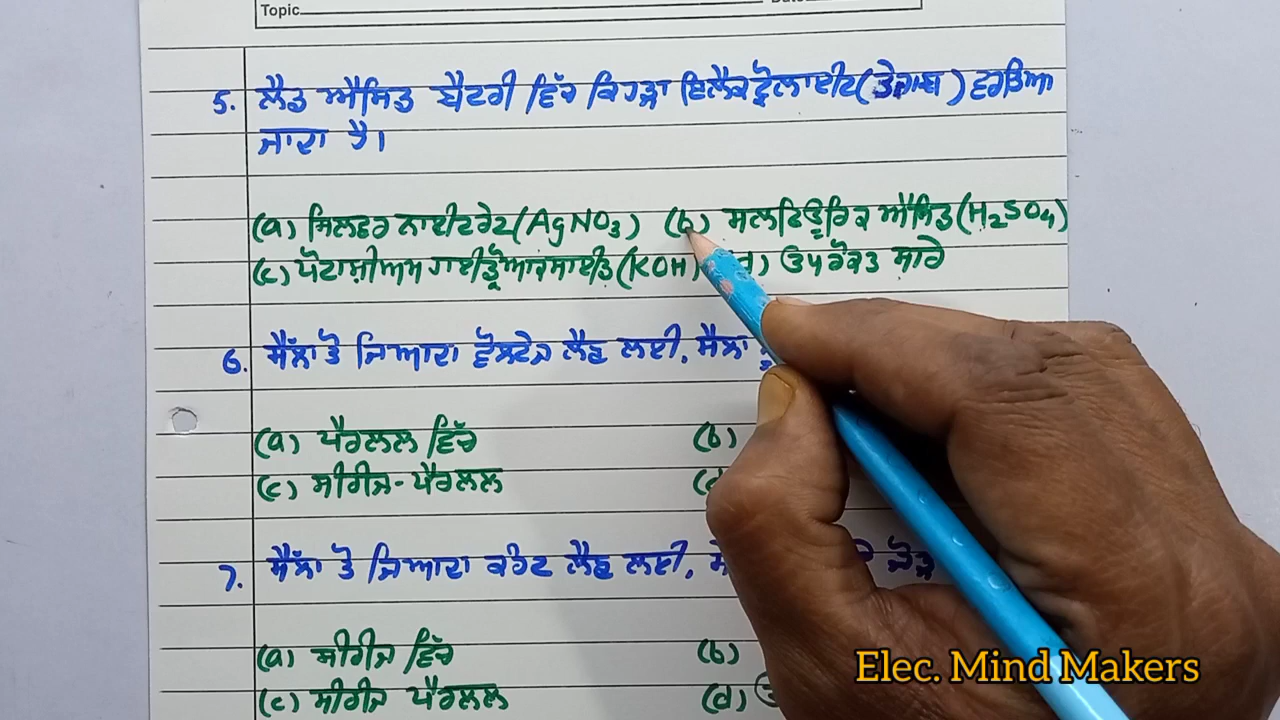 Topic
5. ਲੈਡ ਐਸਿਡ ਬੈਟਰੀ ਵਿੱਚ ਕਿਹੜਾ ਇਲੈਕਟ੍ਰੋਲਾਈਟ(ਤੇਜ਼ਾਬ) ਵਰਤਿਆ
ਜਾਦਾ ਹੈ।
(a) ਸਿਲਵਰ ਨਾਈਟਰੇਟ(AgNO3) (b) ਸਲਫਿਊਰਿਕ ਐਸਿਡ(H2SO4)
(c) ਪੋਟਾਸ਼ੀਅਮ ਹਾਈਡ੍ਰੋਆਕਸਾਈਡ(KOH) ) ਉਪਰੋਕਤ ਸਾਰੇ
6. ਸੈੱਲਾਂ ਤੋ ਜਿਆਦਾ ਵੋਲਟੇਜ ਲੈਣ ਲਈ, ਸੈਲਾਂ
(a) ਪੈਰਲਲ ਵਿੱਚ (b)
(c) ਸੀਰੀਜ-ਪੈਰਲਲ (d
7. ਸੈੱਲਾਂ ਤੋ ਜਿਆਦਾ ਕਰੰਟ ਲੈਣ ਲਈ, ਜੋੜ
(a) ਸੀਰੀਜ ਵਿੱਚ (b)
(c) ਸੀਰੀਜ ਪੈਰਲਲ (d)
Elec. Mind Makers